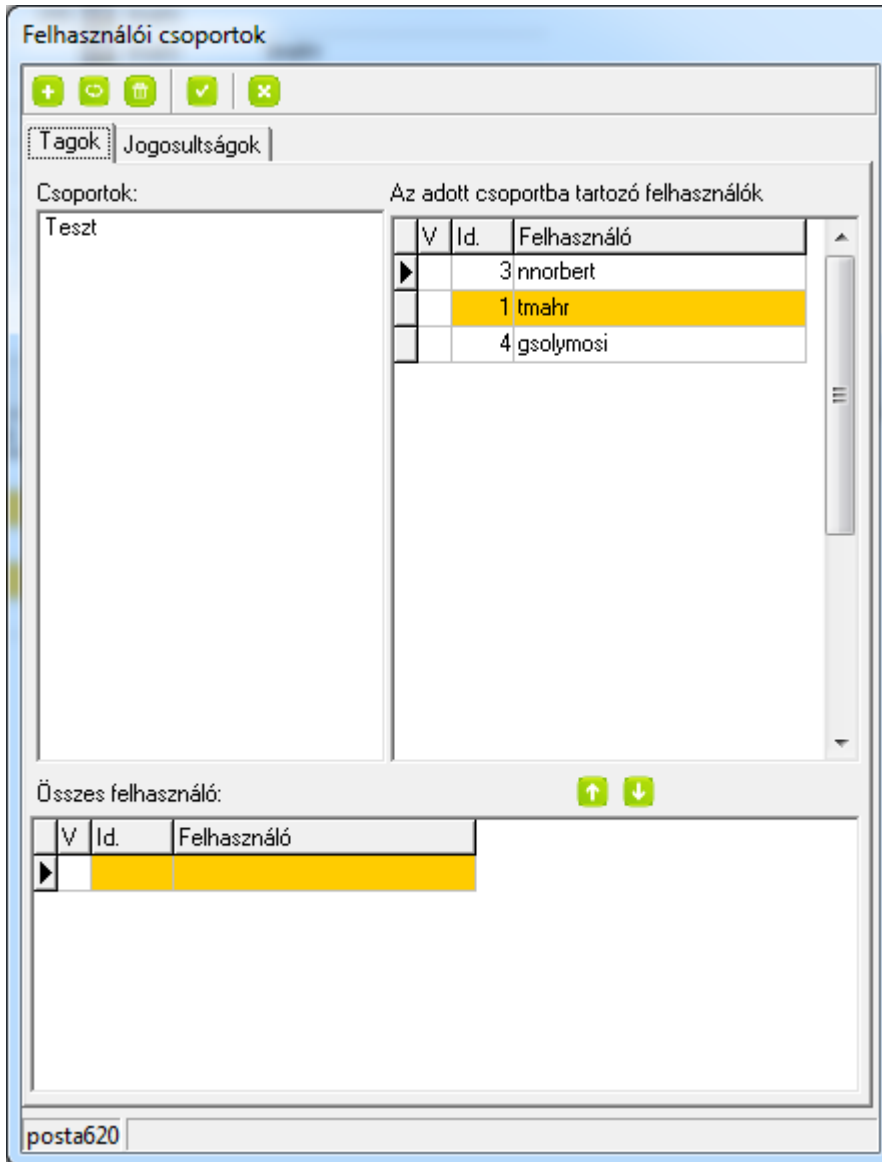 Felhasználói csoportok
Tagok Jogosultságok
Csoportok:
Teszt
Az adott csoportba tartozó felhasználók
V Id. Felhasználó
3 nnorbert
1 tmahr
4 gsolymosi
Összes felhasználó:
V Id. Felhasználó
posta620